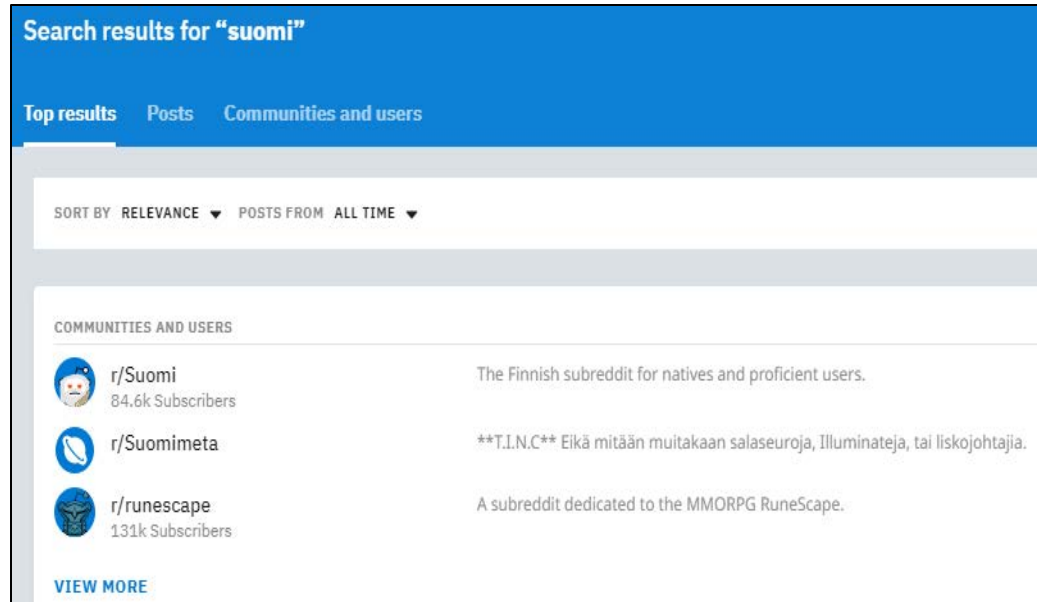 Search results for “suomi”
Top results Posts Communities and users
SORT BY RELEVANCE POSTS FROM ALL TIME
COMMUNITIES AND USERS
r/Suomi The Finnish subreddit for natives and proficient users.
84.6k Subscribers
r/Suomimeta **T.I.N.C** Eikä mitään muitakaan salaseuroja, Illuminateja, tai liskojohtajia.
r/runescape A subreddit dedicated to the MMORPG RuneScape.
131k Subscribers
VIEW MORE